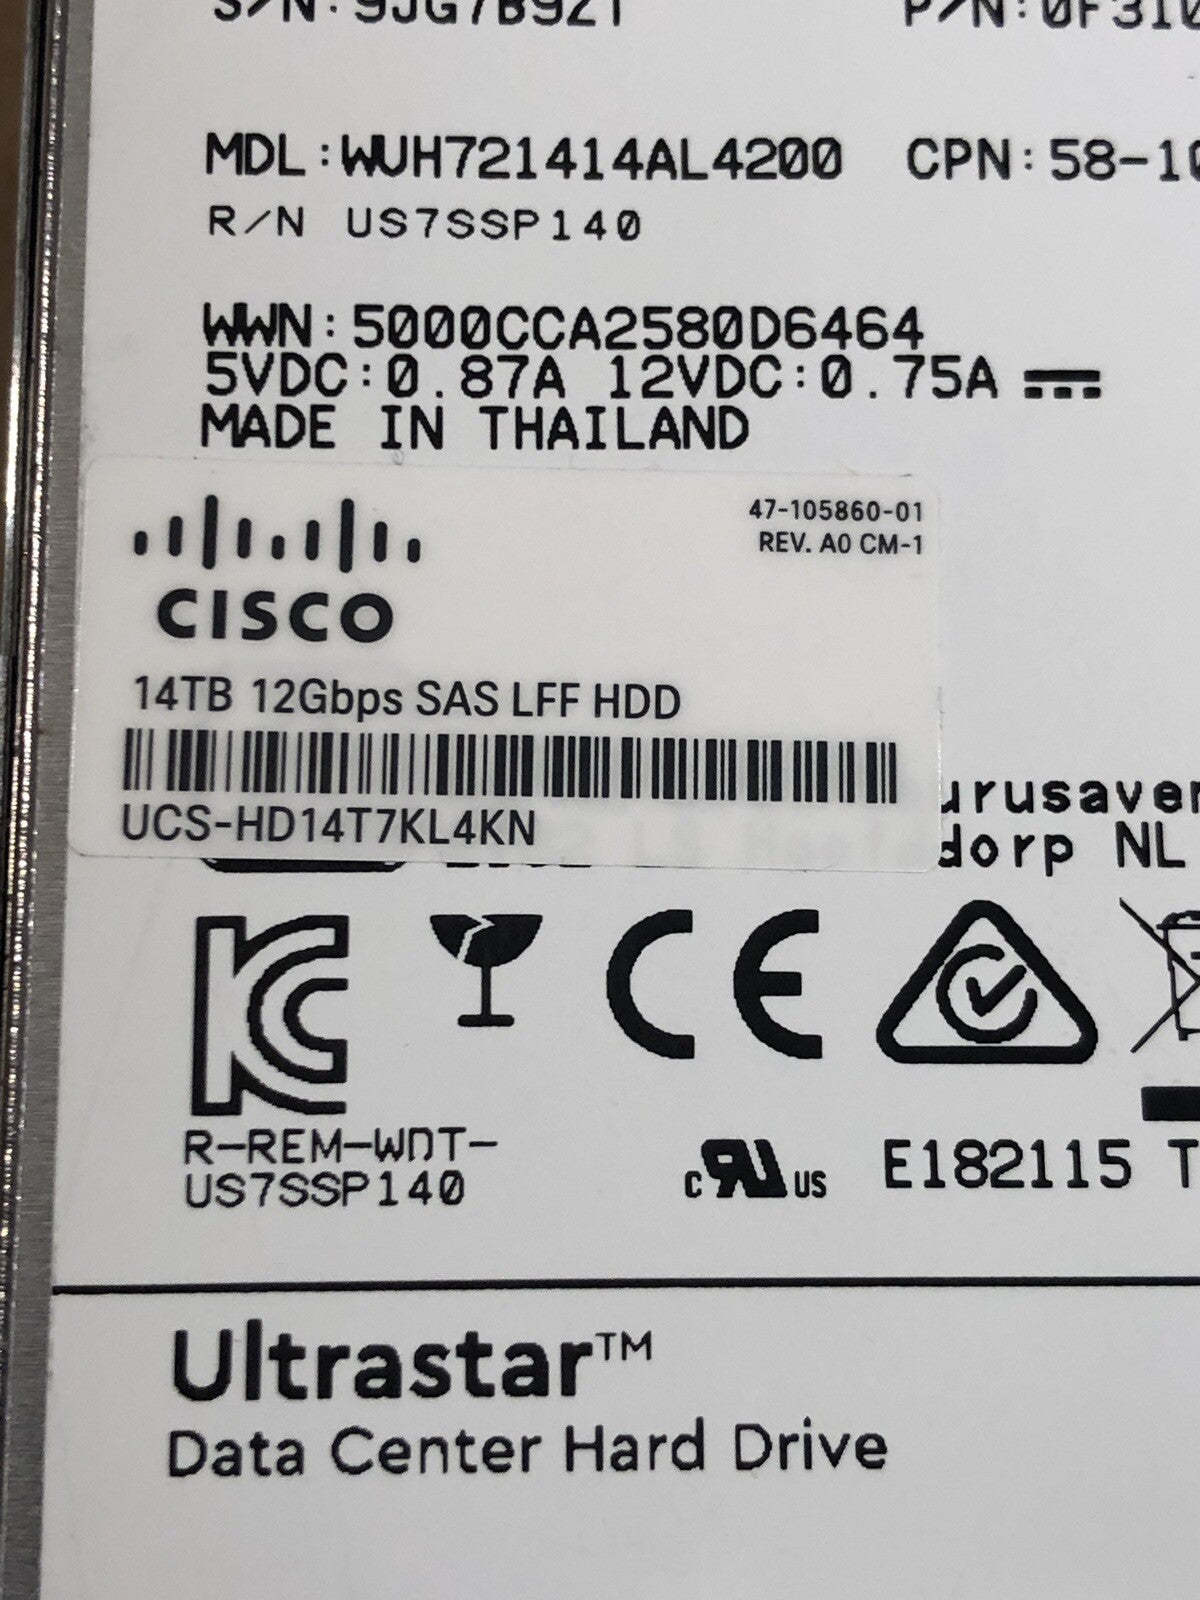 S/N:9JG7B9ZT P/N:0F310
MDL:WUH721414AL4200 CPN:58-10
R/N US7SSP140
WWN:5000CCA2580D6464
5VDC:0.87A 12VDC:0.75A
MADE IN THAILAND
47-105860-01
REV. A0 CM-1
CISCO
14TB 12Gbps SAS LFF HDD
UCS-HD14T7KL4KN
urusaver
dorp NL
R-REM-WDT-
US7SSP140
c US E182115 T
Ultrastar™
Data Center Hard Drive